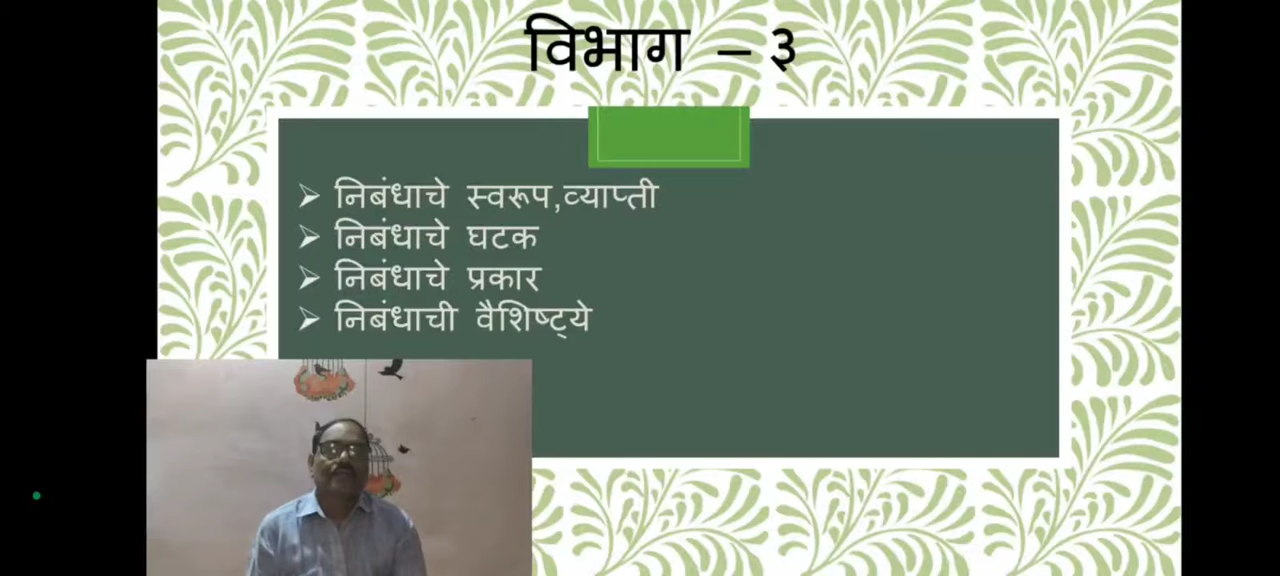 विभाग – ३
➢ निबंधाचे स्वरूप,व्याप्ती
➢ निबंधाचे घटक
➢ निबंधाचे प्रकार
➢ निबंधाची वैशिष्ट्ये